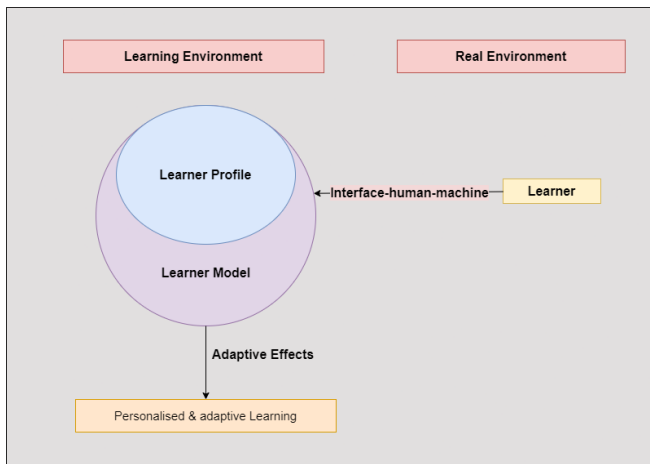 Learning Environment
Real Environment
Learner Profile
Interface-human-machine
Learner
Learner Model
Adaptive Effects
Personalised & adaptive Learning